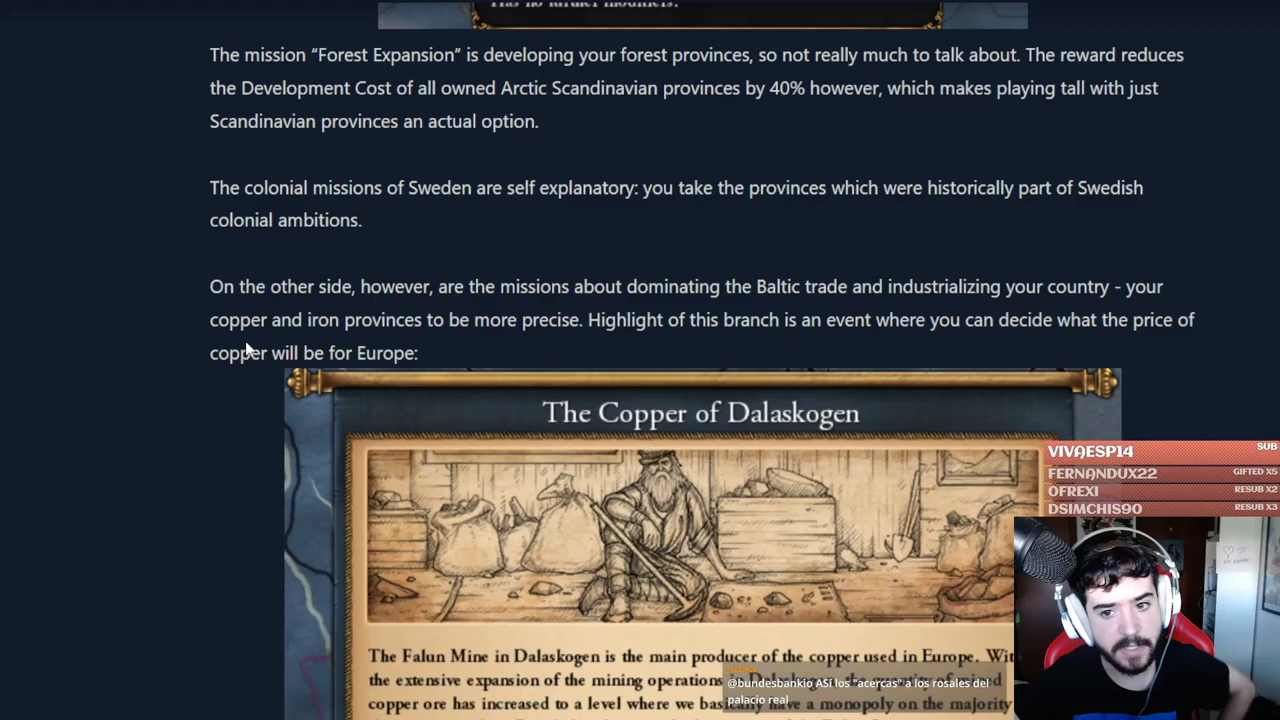 The mission “Forest Expansion” is developing your forest provinces, so not really much to talk about. The reward reduces
the Development Cost of all owned Arctic Scandinavian provinces by 40% however, which makes playing tall with just
Scandinavian provinces an actual option.
The colonial missions of Sweden are self explanatory: you take the provinces which were historically part of Swedish
colonial ambitions.
On the other side, however, are the missions about dominating the Baltic trade and industrializing your country - your
copper and iron provinces to be more precise. Highlight of this branch is an event where you can decide what the price of
copper will be for Europe:
The Copper of Dalaskogen
VIVAESP14 SUB
FERNANDUX22 GIFTED X5
OFREXI RESUB X2
DSIMCHIS90 RESUB X3
The Falun Mine in Dalaskogen is the main producer of the copper used in Europe. Wit
the extensive expansion of the mining operations
copper ore has increased to a level where we basically have a monopoly on the majority
@bundesbankio ASí los "acercas" a los rosales del
palacio real